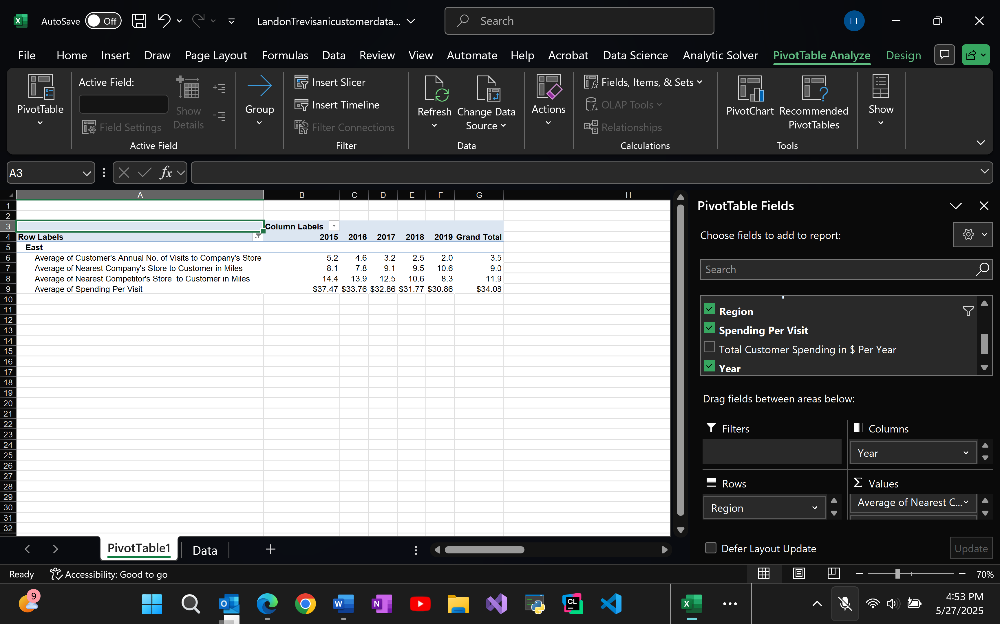 AutoSave Off LandonTrevisanicustomerdata... Search LT
File Home Insert Draw Page Layout Formulas Data Review View Automate Help Acrobat Data Science Analytic Solver PivotTable Analyze Design
PivotTable
Active Field:
Field Settings
Show Details
Active Field
Group
Insert Slicer
Insert Timeline
Filter Connections
Filter
Refresh
Change Data Source
Data
Actions
Fields, Items, & Sets
OLAP Tools
Relationships
Calculations
PivotChart
Recommended PivotTables
Tools
Show
A3 fx
A B C D E F G H
1
2
3 Column Labels
4 Row Labels 2015 2016 2017 2018 2019 Grand Total
5 East
6 Average of Customer's Annual No. of Visits to Company's Store 5.2 4.6 3.2 2.5 2.0 3.5
7 Average of Nearest Company's Store to Customer in Miles 8.1 7.8 9.1 9.5 10.6 9.0
8 Average of Nearest Competitor's Store  to Customer in Miles 14.4 13.9 12.5 10.6 8.3 11.9
9 Average of Spending Per Visit $37.47 $33.76 $32.86 $31.77 $30.86 $34.08
10
11
12
13
14
15
16
17
18
19
20
21
22
23
24
25
26
27
28
29
30
31
32
PivotTable Fields
Choose fields to add to report:
Search
Region
Spending Per Visit
Total Customer Spending in $ Per Year
Year
Drag fields between areas below:
Filters
Columns
Year
Rows
Region
Values
Average of Nearest C...
Defer Layout Update
Update
PivotTable1 Data
Ready Accessibility: Good to go 70%
9
4:53 PM
5/27/2025